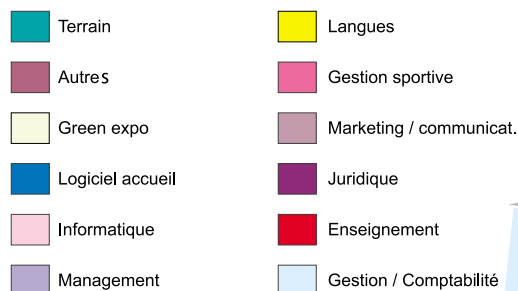 Terrain
Autres
Green expo
Logiciel accueil
Informatique
Management
Langues
Gestion sportive
Marketing / communicat.
Juridique
Enseignement
Gestion / Comptabilité